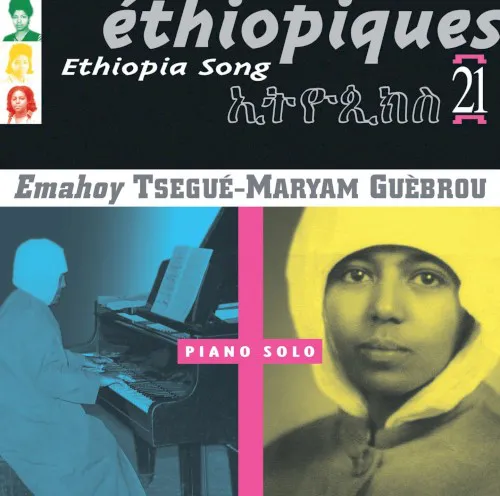 éthiopiques
Ethiopia Song
ኢትዮጲክስ
21
Emahoy TSEGUÉ-MARYAM GUÈBROU
PIANO SOLO